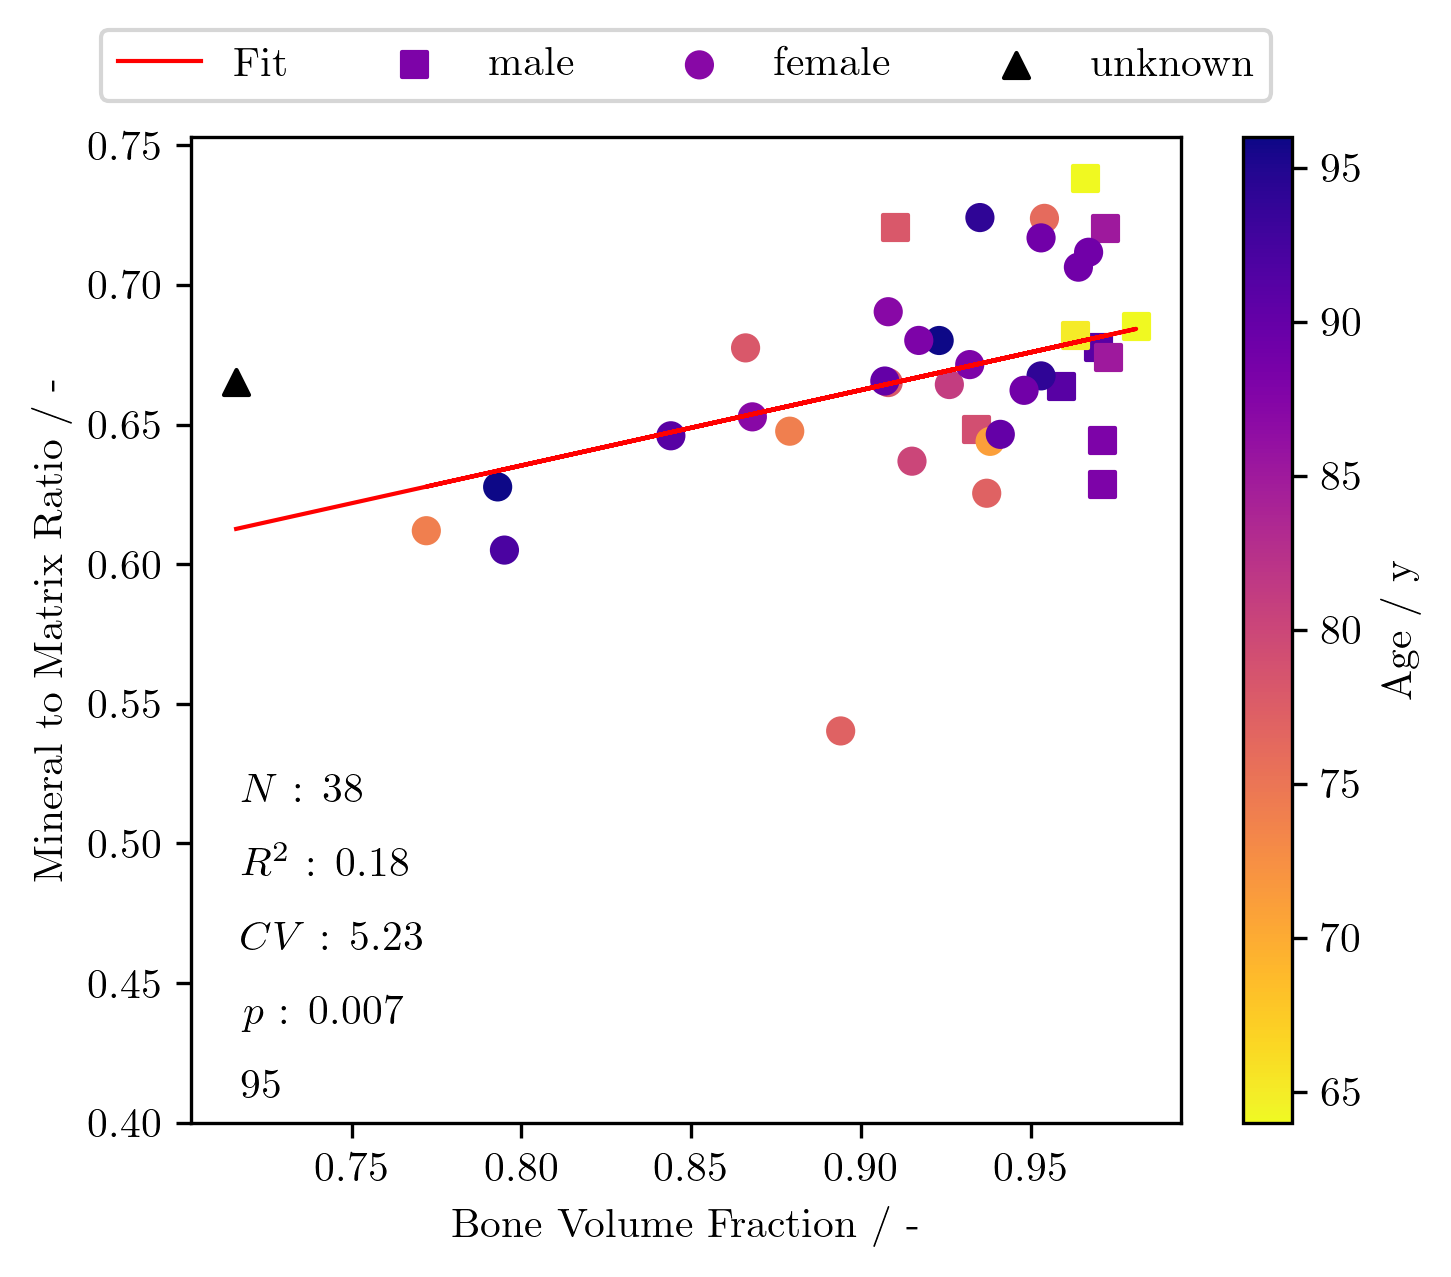 Fit male female unknown
0.75
0.70
0.65
0.60
0.55
0.50
0.45
0.40
Mineral to Matrix Ratio / -
N : 38
R² : 0.18
CV : 5.23
p : 0.007
95
0.75 0.80 0.85 0.90 0.95
Bone Volume Fraction / -
95
90
85
80
75
70
65
Age / y